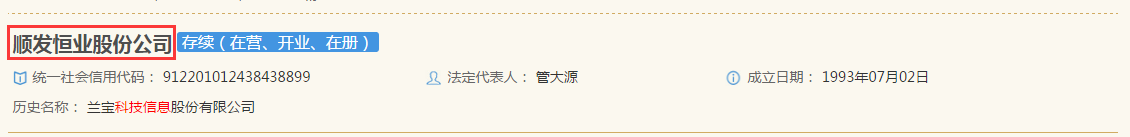 顺发恒业股份公司 存续（在营、开业、在册）
统一社会信用代码： 912201012438438899 法定代表人： 管大源 成立日期： 1993年07月02日
历史名称： 兰宝科技信息股份有限公司